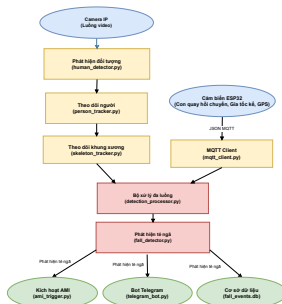 Camera IP
(Luồng video)
Phát hiện đối tượng
(human_detector.py)
Theo dõi người
(person_tracker.py)
Cảm biến ESP32
(Con quay hồi chuyển, Gia tốc kế, GPS)
JSON MQTT
Theo dõi khung xương
(skeleton_tracker.py)
MQTT Client
(mqtt_client.py)
Bộ xử lý đa luồng
(detection_processor.py)
Phát hiện té ngã
(fall_detector.py)
Phát hiện té ngã
Phát hiện té ngã
Phát hiện té ngã
Kích hoạt AMI
(ami_trigger.py)
Bot Telegram
(telegram_bot.py)
Cơ sở dữ liệu
(fall_events.db)